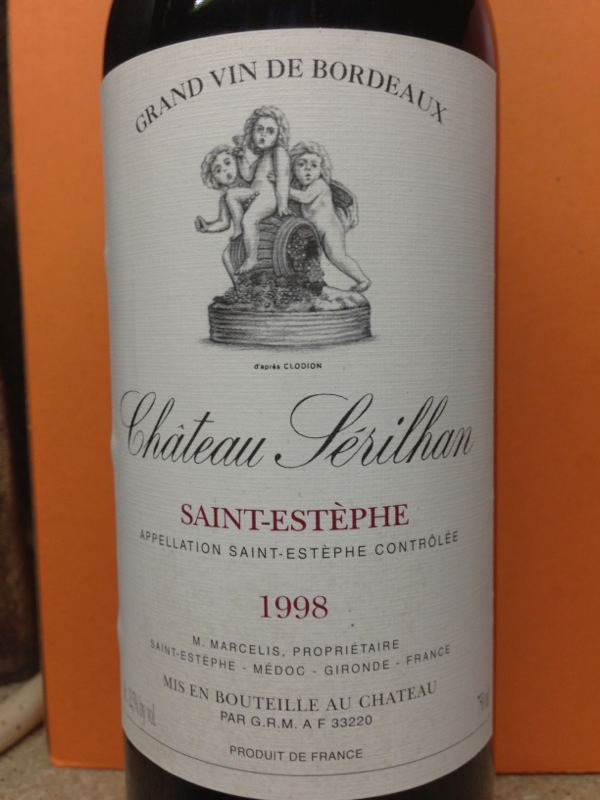 GRAND VIN DE BORDEAUX
d'après CLODION
Château Sérilhan
SAINT-ESTÈPHE
APPELLATION SAINT-ESTÈPHE CONTRÔLÉE
1998
M. MARCELIS, PROPRIÉTAIRE
SAINT-ESTÈPHE - MÉDOC - GIRONDE - FRANCE
MIS EN BOUTEILLE AU CHATEAU
PAR G.R.M. A F 33220
PRODUIT DE FRANCE